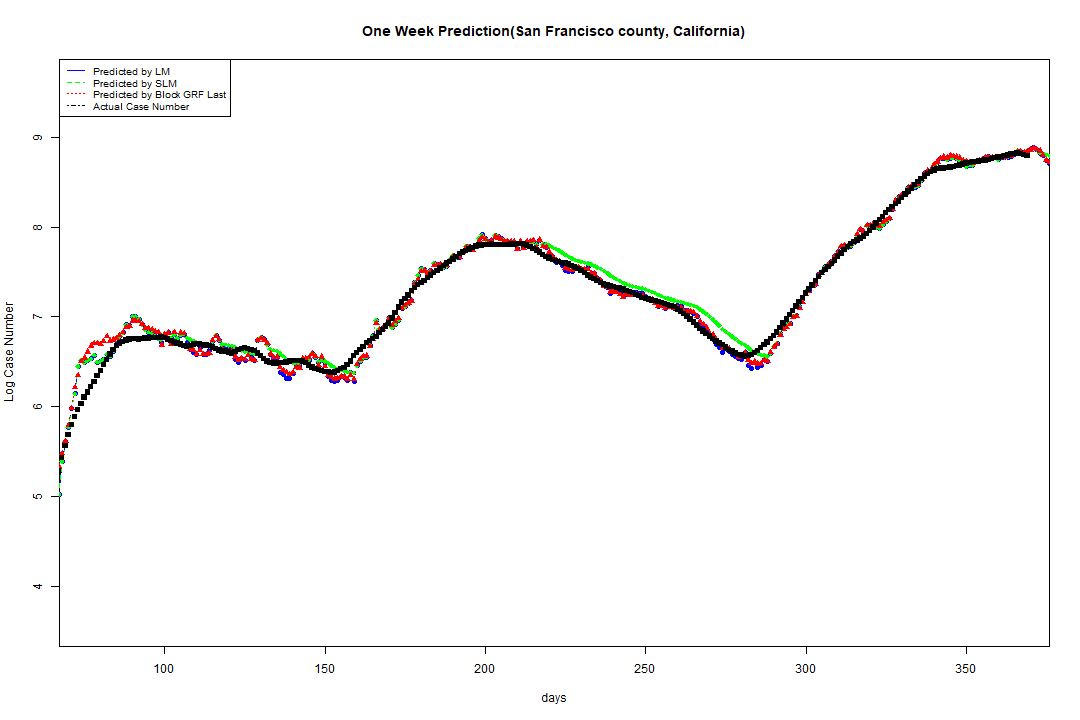 One Week Prediction(San Francisco county, California)
Predicted by LM
Predicted by SLM
Predicted by Block GRF Last
Actual Case Number
9
8
7
6
5
4
Log Case Number
100 150 200 250 300 350
days